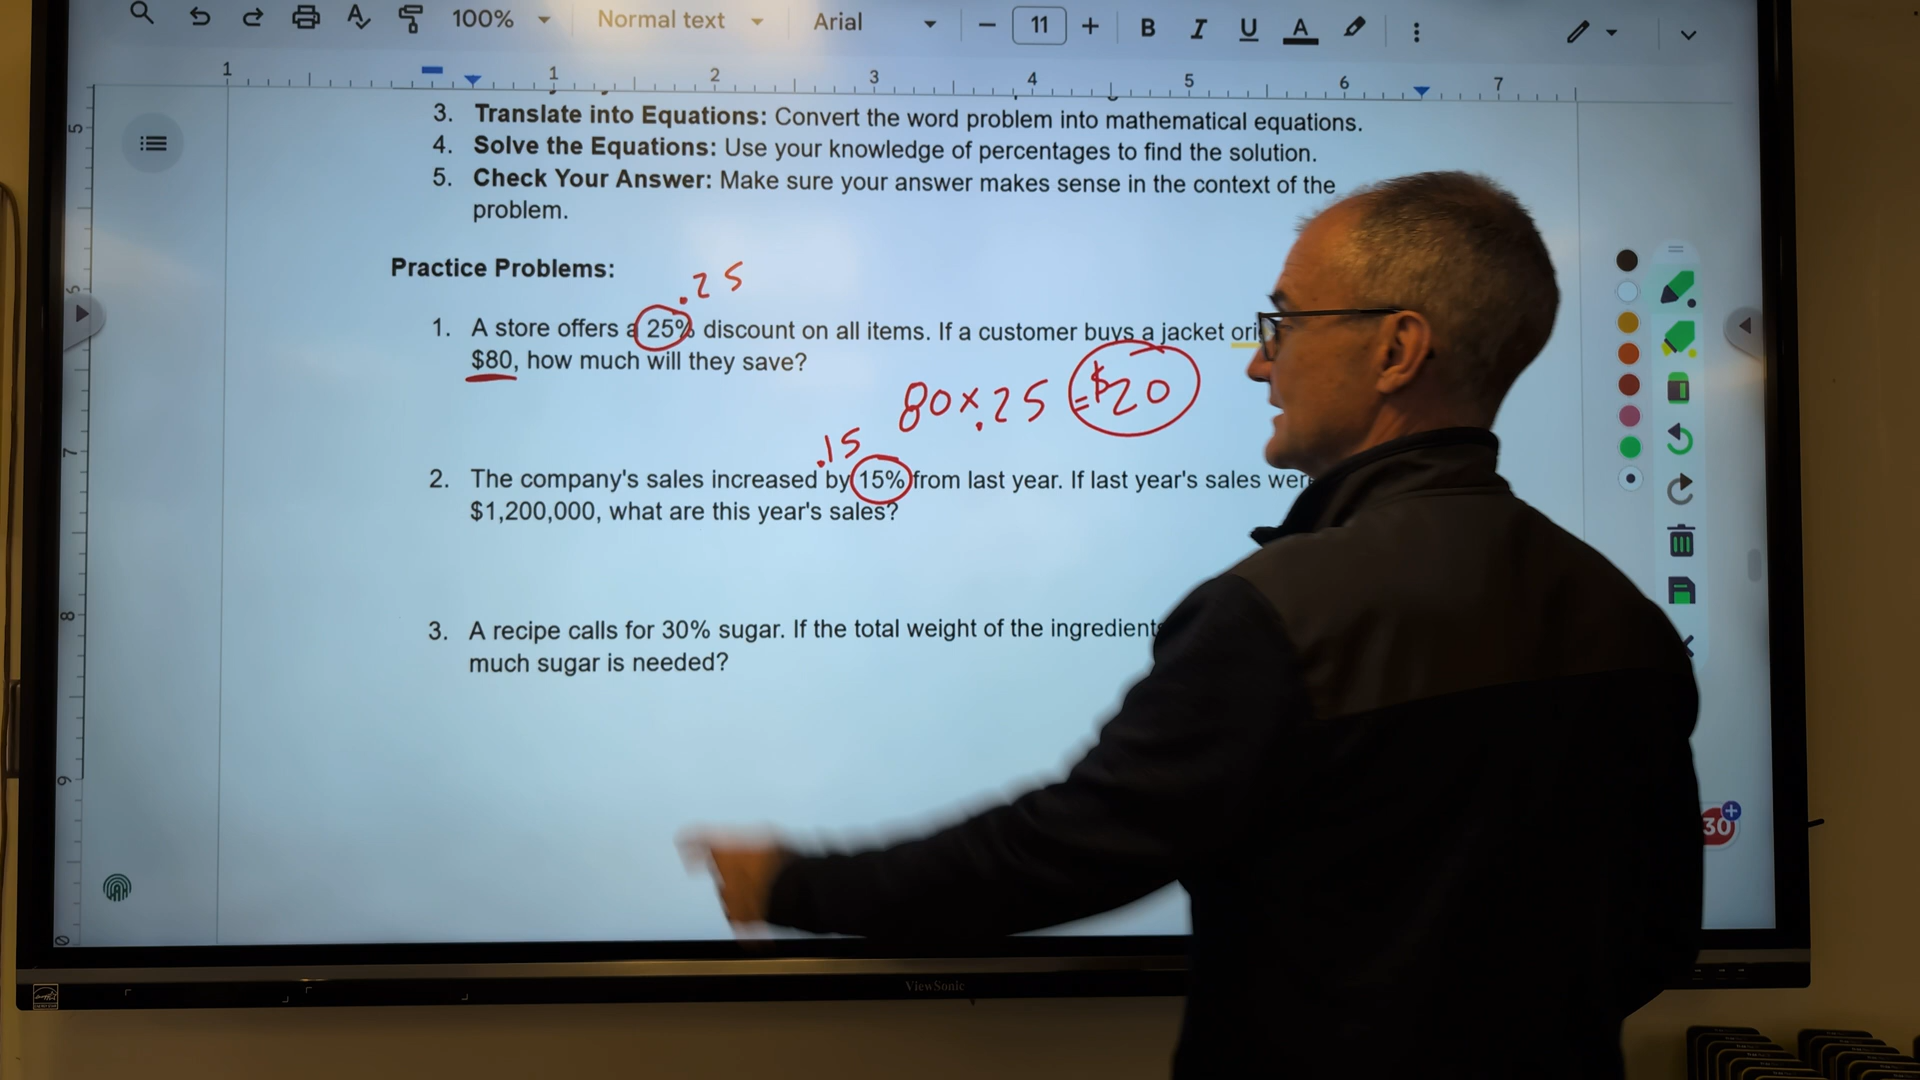 100% Normal text Arial 11 B I U A
1 1 2 3 4 5 6 7
3. Translate into Equations: Convert the word problem into mathematical equations.
4. Solve the Equations: Use your knowledge of percentages to find the solution.
5. Check Your Answer: Make sure your answer makes sense in the context of the
problem.
Practice Problems:
.25
1. A store offers a 25% discount on all items. If a customer buys a jacket
$80, how much will they save?
80 x .25 = $20
.15
2. The company's sales increased by 15% from last year. If last year's sales
$1,200,000, what are this year's sales?
3. A recipe calls for 30% sugar. If the total weight of the
much sugar is needed?
5
7
8
9
30
ViewSonic